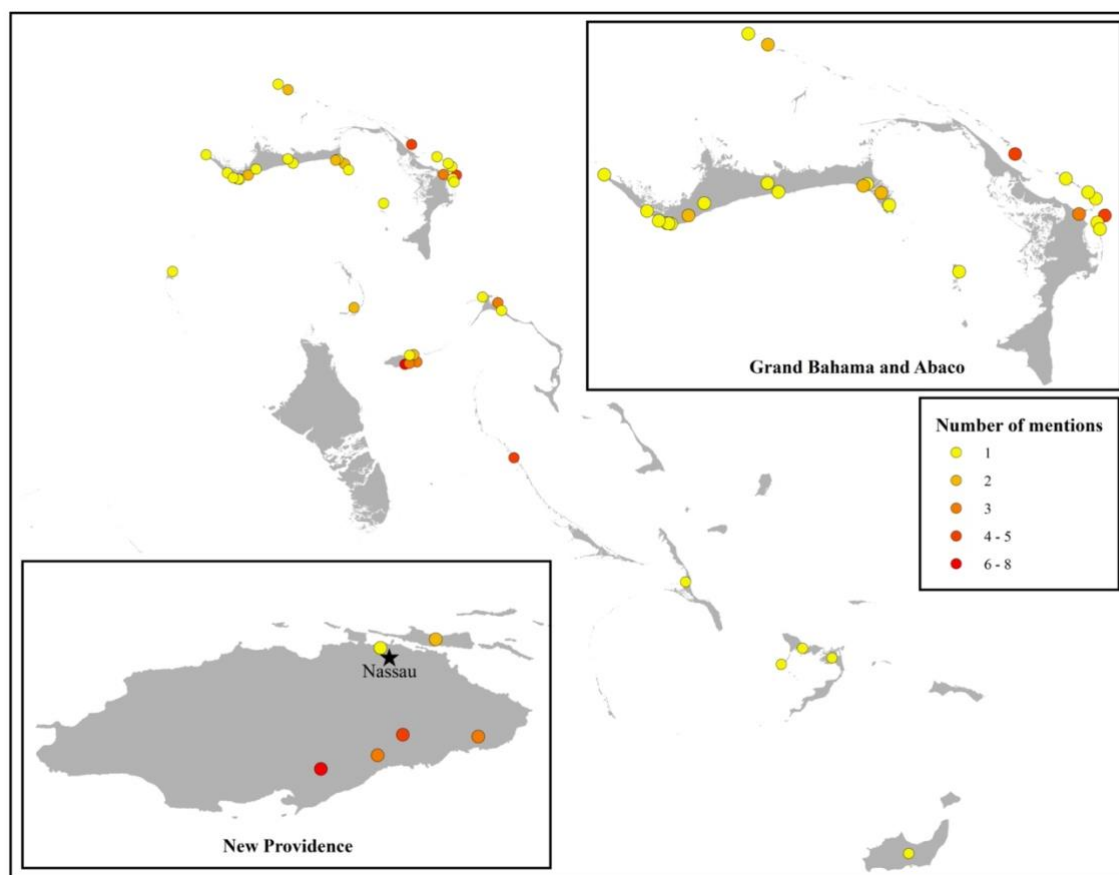 Grand Bahama and Abaco
Number of mentions
1
2
3
4 - 5
6 - 8
Nassau
New Providence